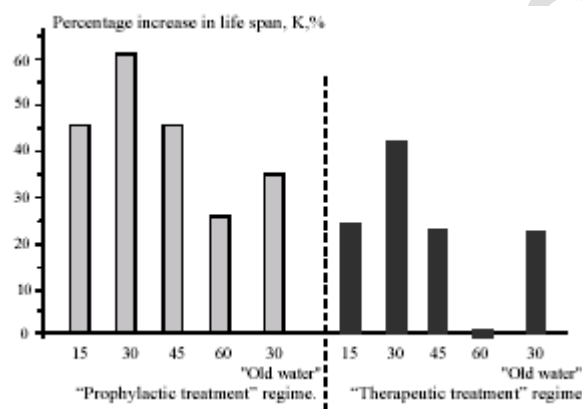 Percentage increase in life span, K,%
60
50
40
30
20
10
0
15 30 45 60 30 15 30 45 60 30
"Old water" "Old water"
“Prophylactic treatment” regime. “Therapeutic treatment” regime